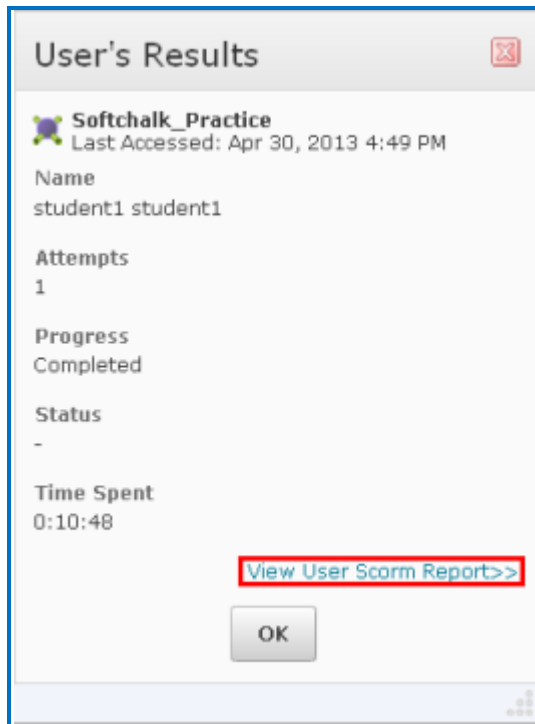 User's Results
Softchalk_Practice
Last Accessed: Apr 30, 2013 4:49 PM
Name
student1 student1
Attempts
1
Progress
Completed
Status
-
Time Spent
0:10:48
View User Scorm Report>>
OK